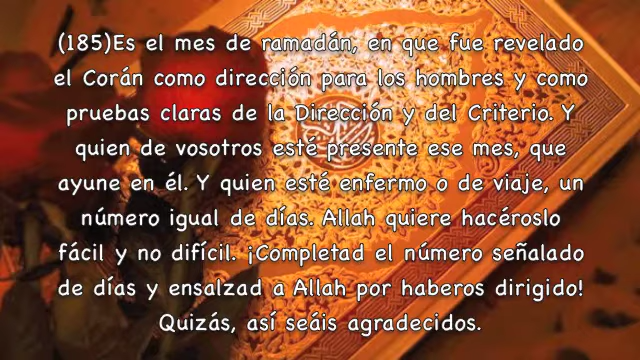 (185)Es el mes de ramadán, en que fue revelado
el Corán como dirección para los hombres y como
pruebas claras de la Dirección y del Criterio. Y
quien de vosotros esté presente ese mes, que
ayune en él. Y quien esté enfermo o de viaje, un
número igual de días. Allah quiere hacéroslo
fácil y no difícil. ¡Completad el número señalado
de días y ensalzad a Allah por haberos dirigido!
Quizás, así seáis agradecidos.